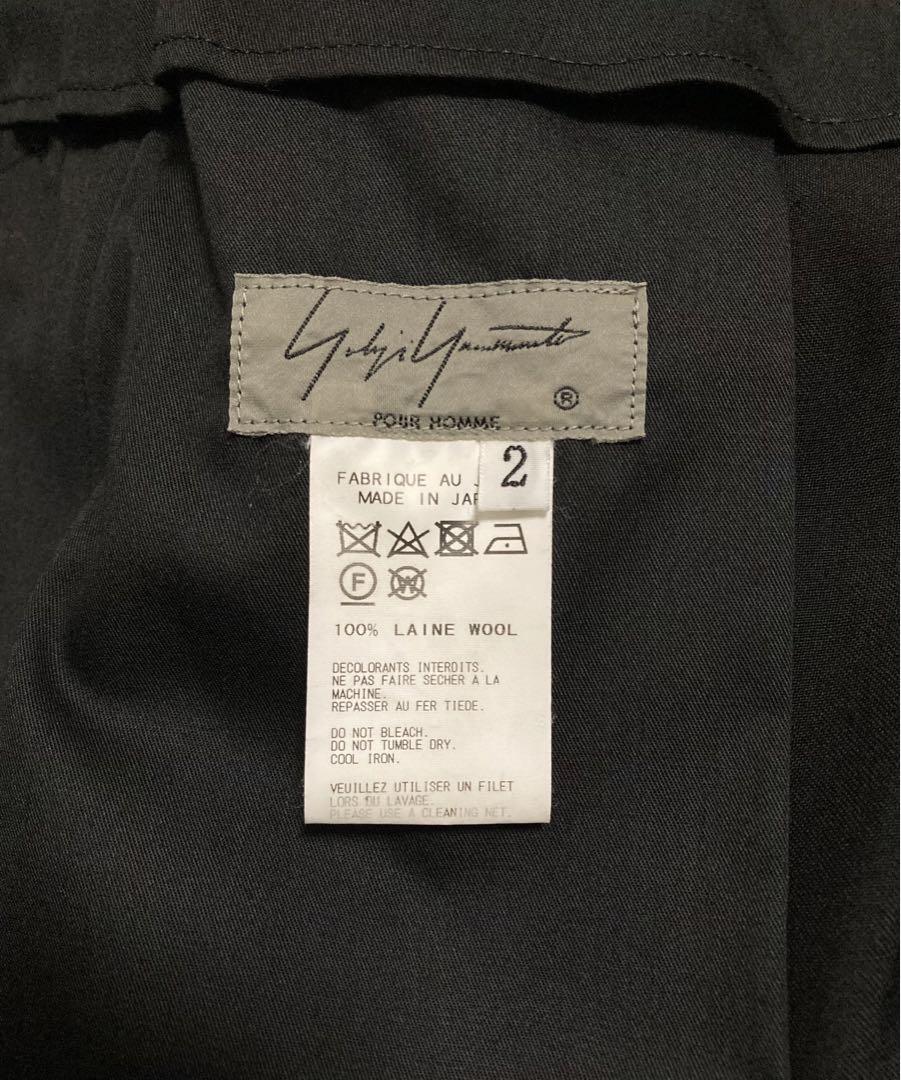 Yohji Yamamoto
®
POUR HOMME
2
FABRIQUE AU
MADE IN JAP
F W
100% LAINE WOOL
DECOLORANTS INTERDITS.
NE PAS FAIRE SECHER A LA
MACHINE.
REPASSER AU FER TIEDE.
DO NOT BLEACH.
DO NOT TUMBLE DRY.
COOL IRON.
VEUILLEZ UTILISER UN FILET
LORS DU LAVAGE.
PLEASE USE A CLEANING NET.